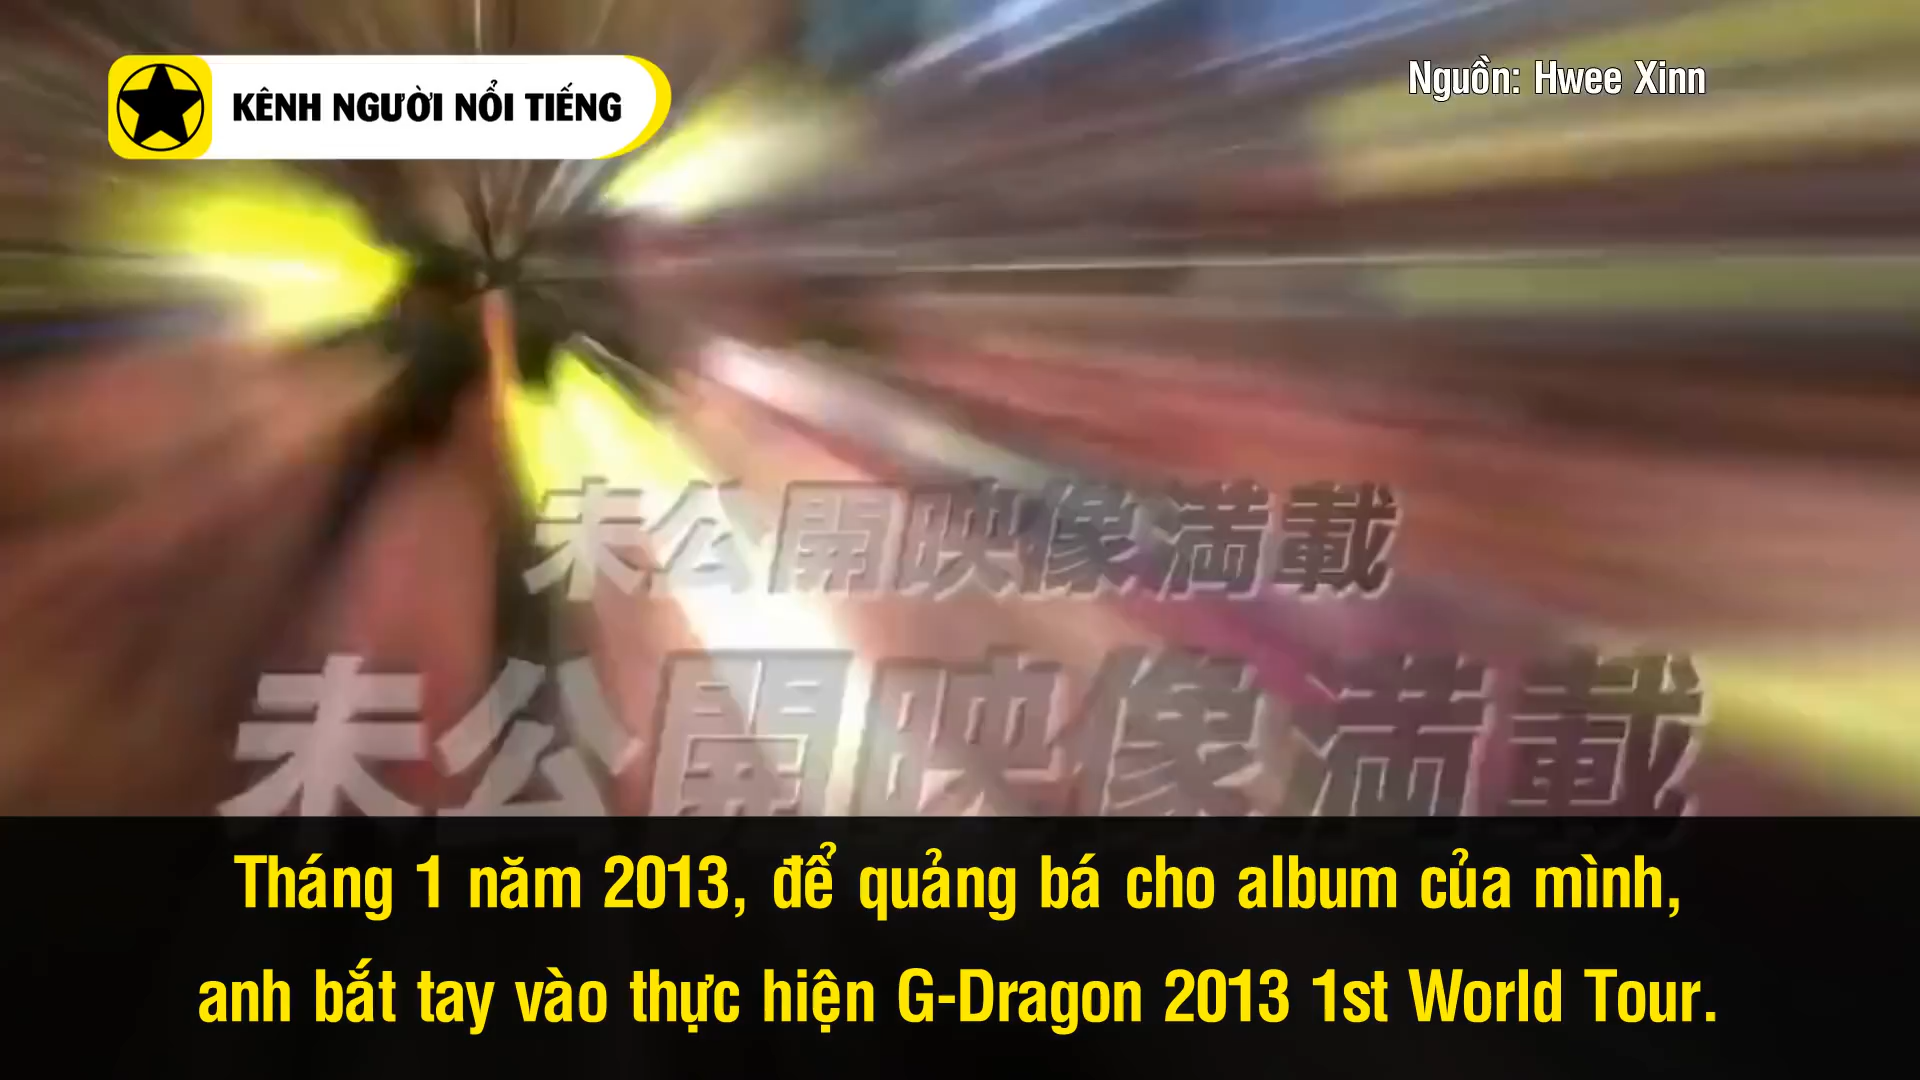 KÊNH NGƯỜI NỔI TIẾNG
Nguồn: Hwee Xinn
未公開映像満載
未公開映像満載
Tháng 1 năm 2013, để quảng bá cho album của mình,
anh bắt tay vào thực hiện G-Dragon 2013 1st World Tour.